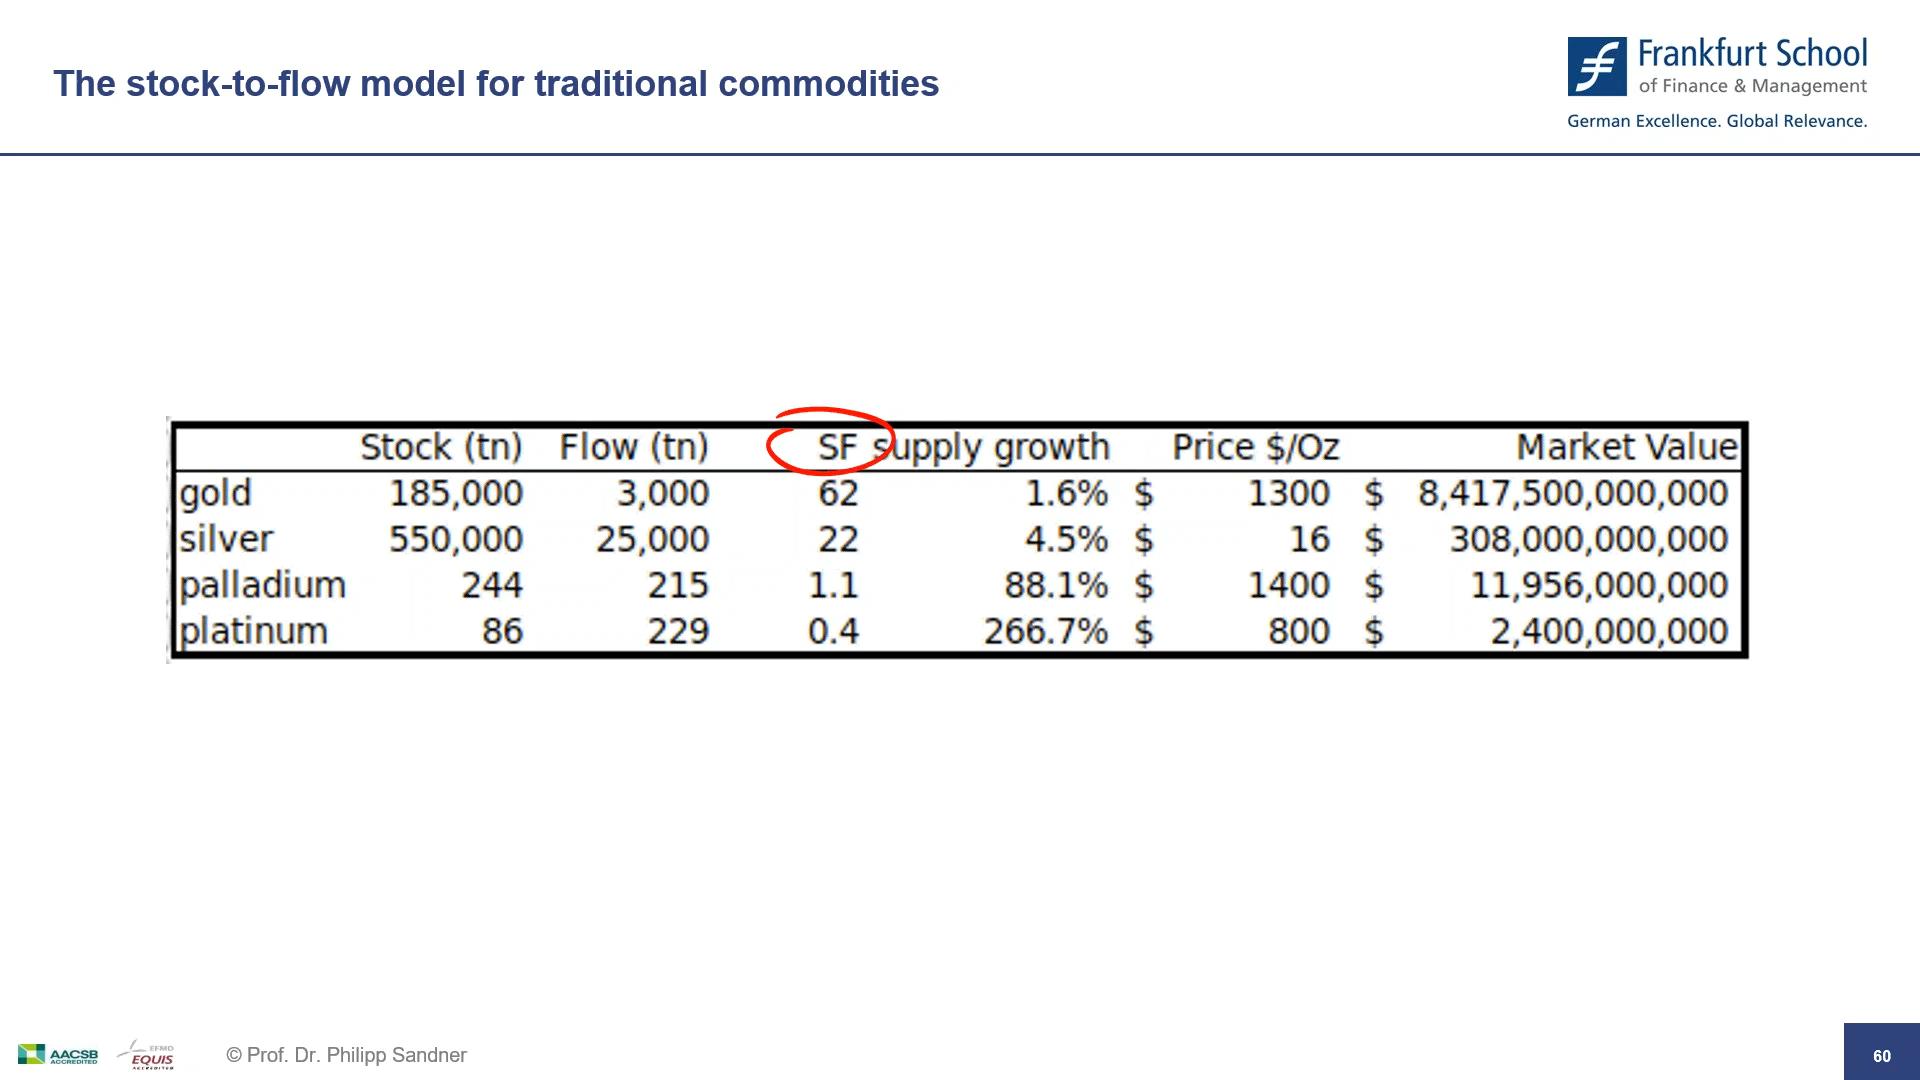 The stock-to-flow model for traditional commodities
Frankfurt School
of Finance & Management
German Excellence. Global Relevance.
Stock (tn) Flow (tn) SF supply growth Price $/Oz Market Value
gold 185,000 3,000 62 1.6% $ 1300 $ 8,417,500,000,000
silver 550,000 25,000 22 4.5% $ 16 $ 308,000,000,000
palladium 244 215 1.1 88.1% $ 1400 $ 11,956,000,000
platinum 86 229 0.4 266.7% $ 800 $ 2,400,000,000
AACSB
ACCREDITED
EFMD
EQUIS
ACCREDITED
© Prof. Dr. Philipp Sandner
60